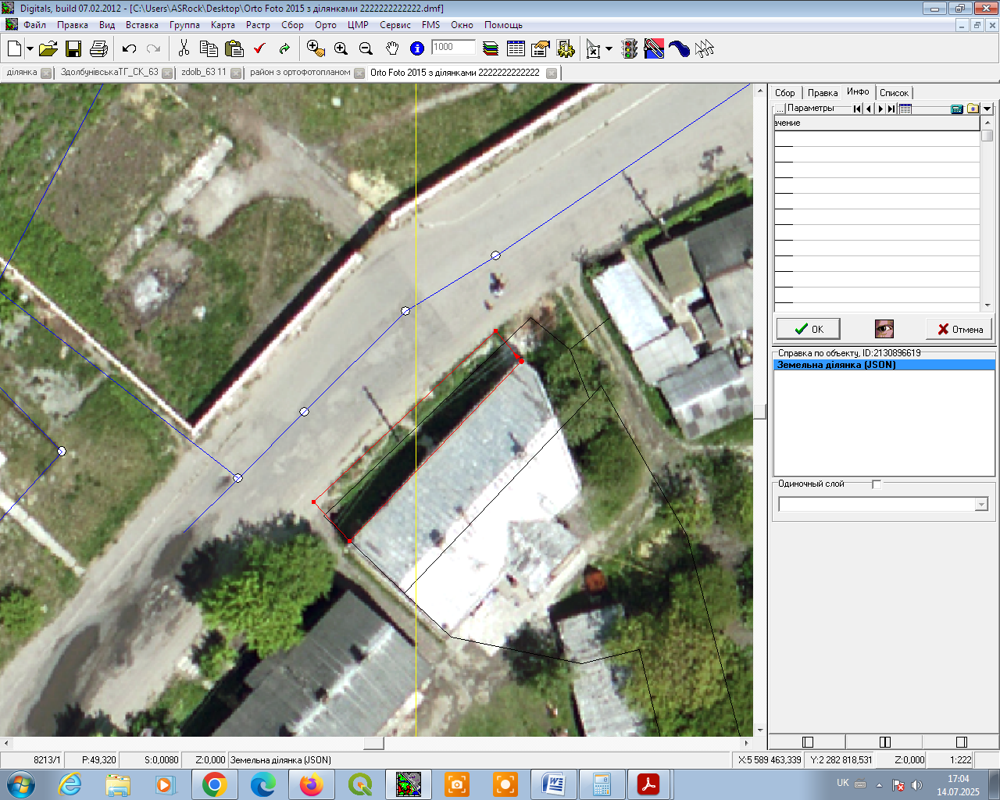 Digitals, build 07.02.2012 - [C:\Users\ASRock\Desktop\Orto Foto 2015 з ділянками 2222222222222.dmf]
Файл Правка Вид Вставка Группа Карта Растр Сбор Орто ЦМР Сервис FMS Окно Помощь
1000
ділянка ЗдолбунівськаТГ_СК_63 zdolb_63 11 район з ортофотопланом Orto Foto 2015 з ділянками 2222222222222
Сбор Правка Инфо Список
... Параметры
ачение
OK Отмена
Справка по объекту, ID:2130896619
Земельна ділянка (JSON)
Одиночный слой
8213/1 P:49,320 S:0,0080 Z:0,000 Земельна ділянка (JSON) X:5 589 463,339 Y:2 282 818,531 Z:0,000 1:222
UK 17:04
14.07.2025